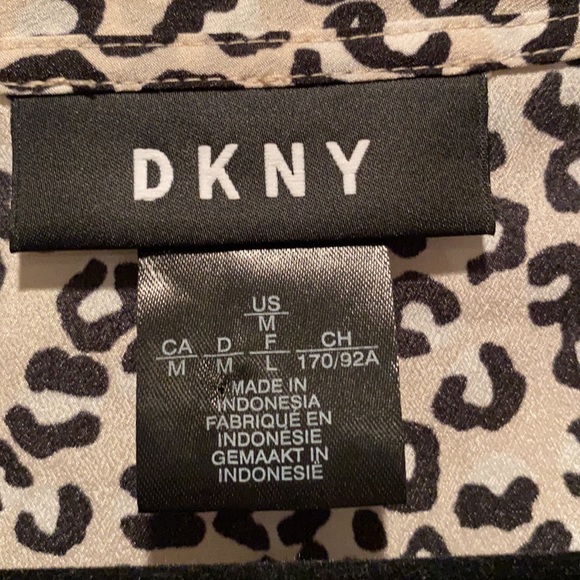 DKNY
US
M
CA D F CH
M M L 170/92A
MADE IN
INDONESIA
FABRIQUÉ EN
INDONÉSIE
GEMAAKT IN
INDONESIË